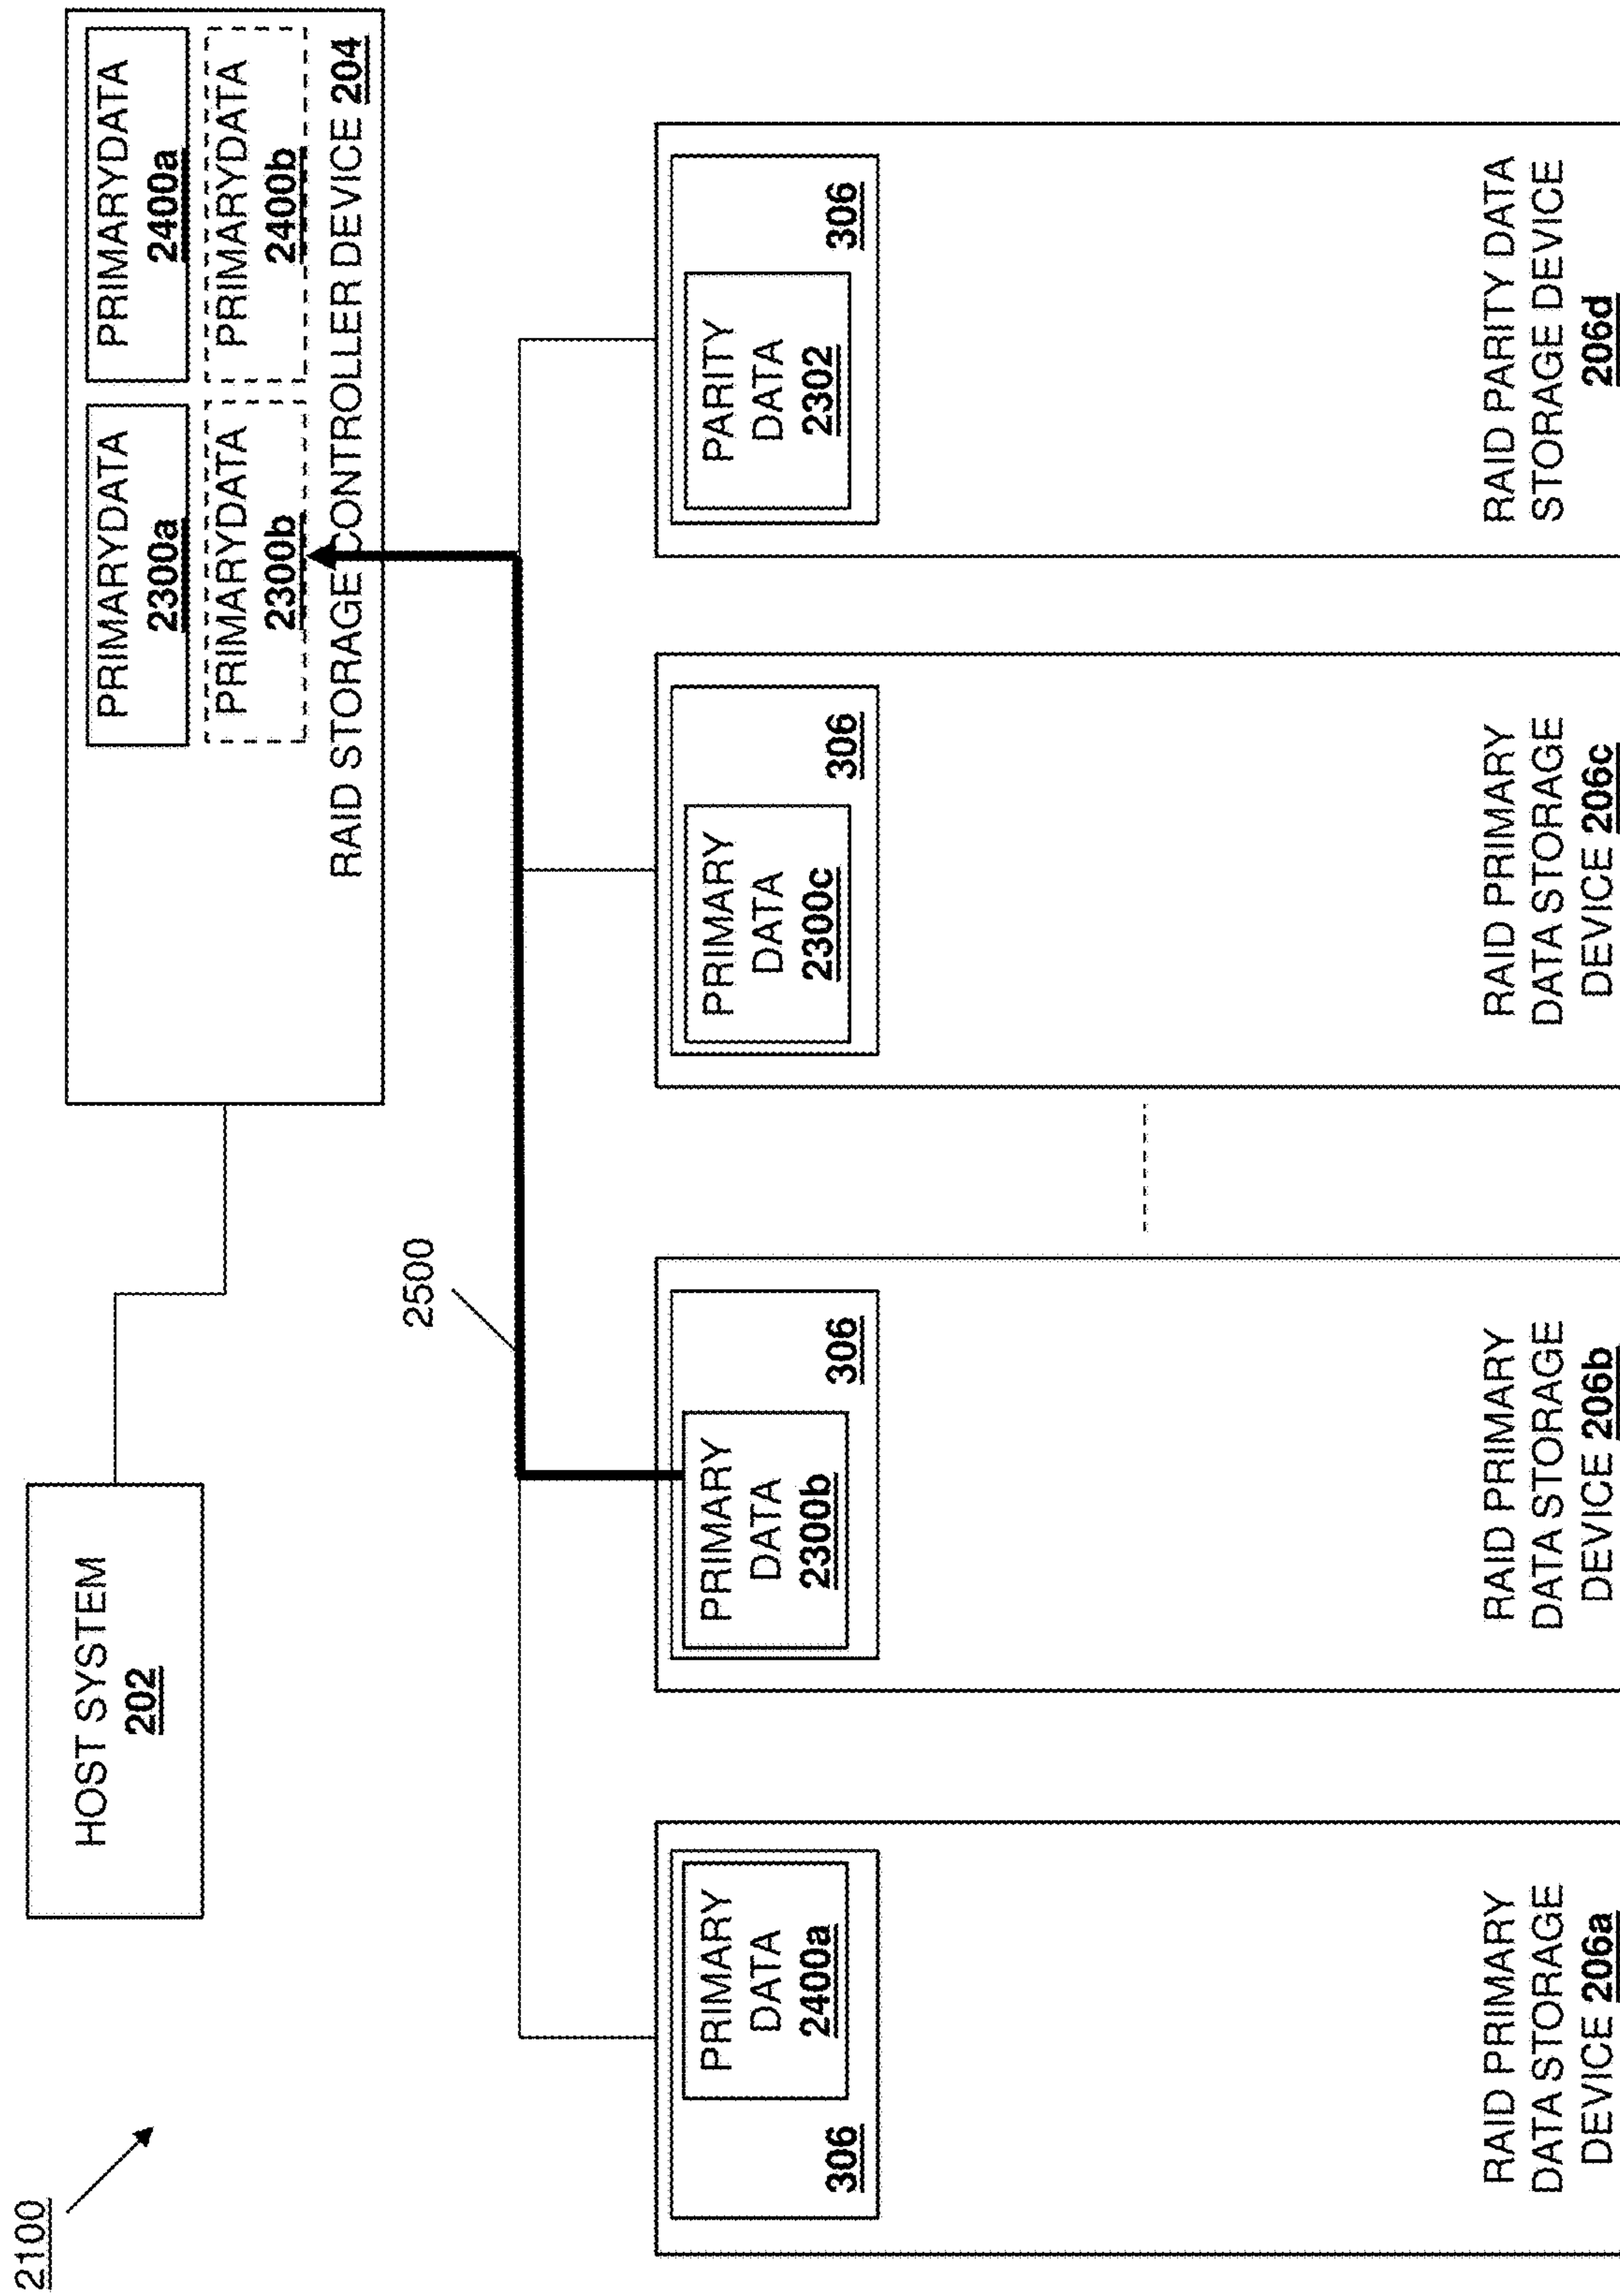 2100
HOST SYSTEM
202
PRIMARYDATA
2300a
PRIMARYDATA
2400a
PRIMARYDATA
2300b
PRIMARYDATA
2400b
RAID STORAGE CONTROLLER DEVICE 204
2500
PRIMARY
DATA
2400a
306
RAID PRIMARY
DATA STORAGE
DEVICE 206a
PRIMARY
DATA
2300b
306
RAID PRIMARY
DATA STORAGE
DEVICE 206b
PRIMARY
DATA
2300c
306
RAID PRIMARY
DATA STORAGE
DEVICE 206c
PARITY
DATA
2302
306
RAID PARITY DATA
STORAGE DEVICE
206d